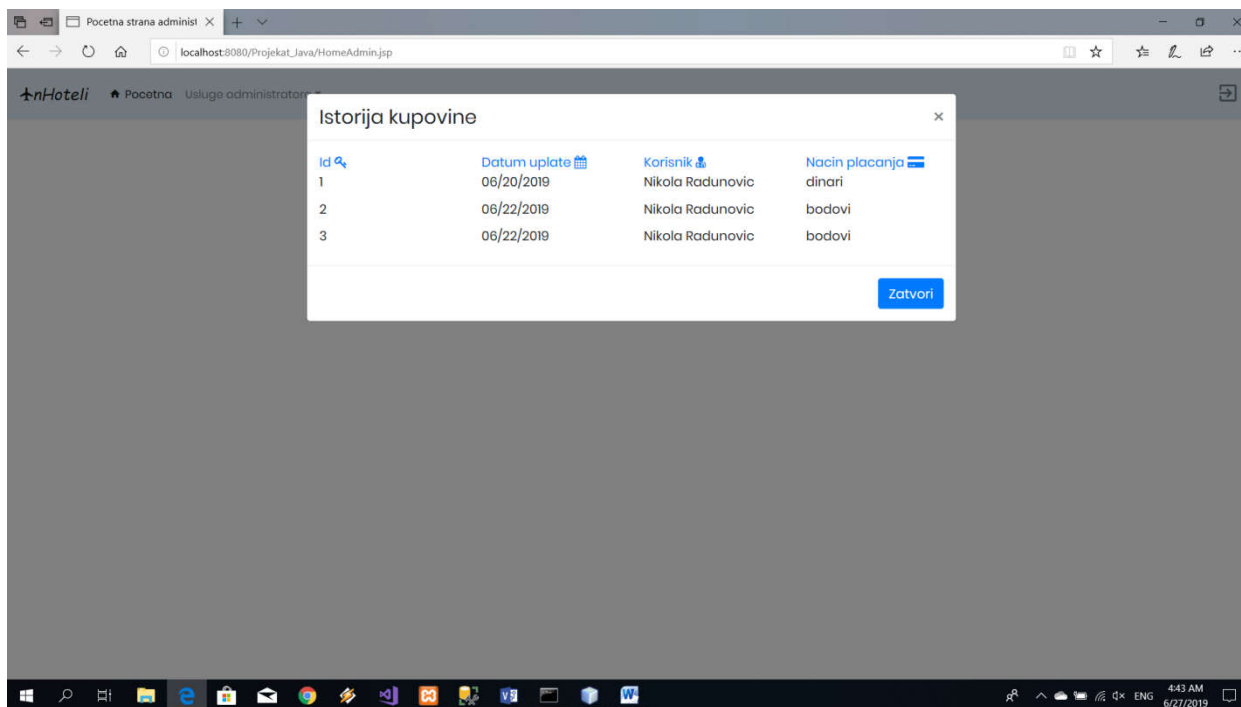 Pocetna strana administ
localhost:8080/Projekat_Java/HomeAdmin.jsp
nHoteli Pocetna Usluge administratora
Istorija kupovine ×
Id Datum uplate Korisnik Nacin placanja
1 06/20/2019 Nikola Radunovic dinari
2 06/22/2019 Nikola Radunovic bodovi
3 06/22/2019 Nikola Radunovic bodovi
Zatvori
ENG 4:43 AM
6/27/2019